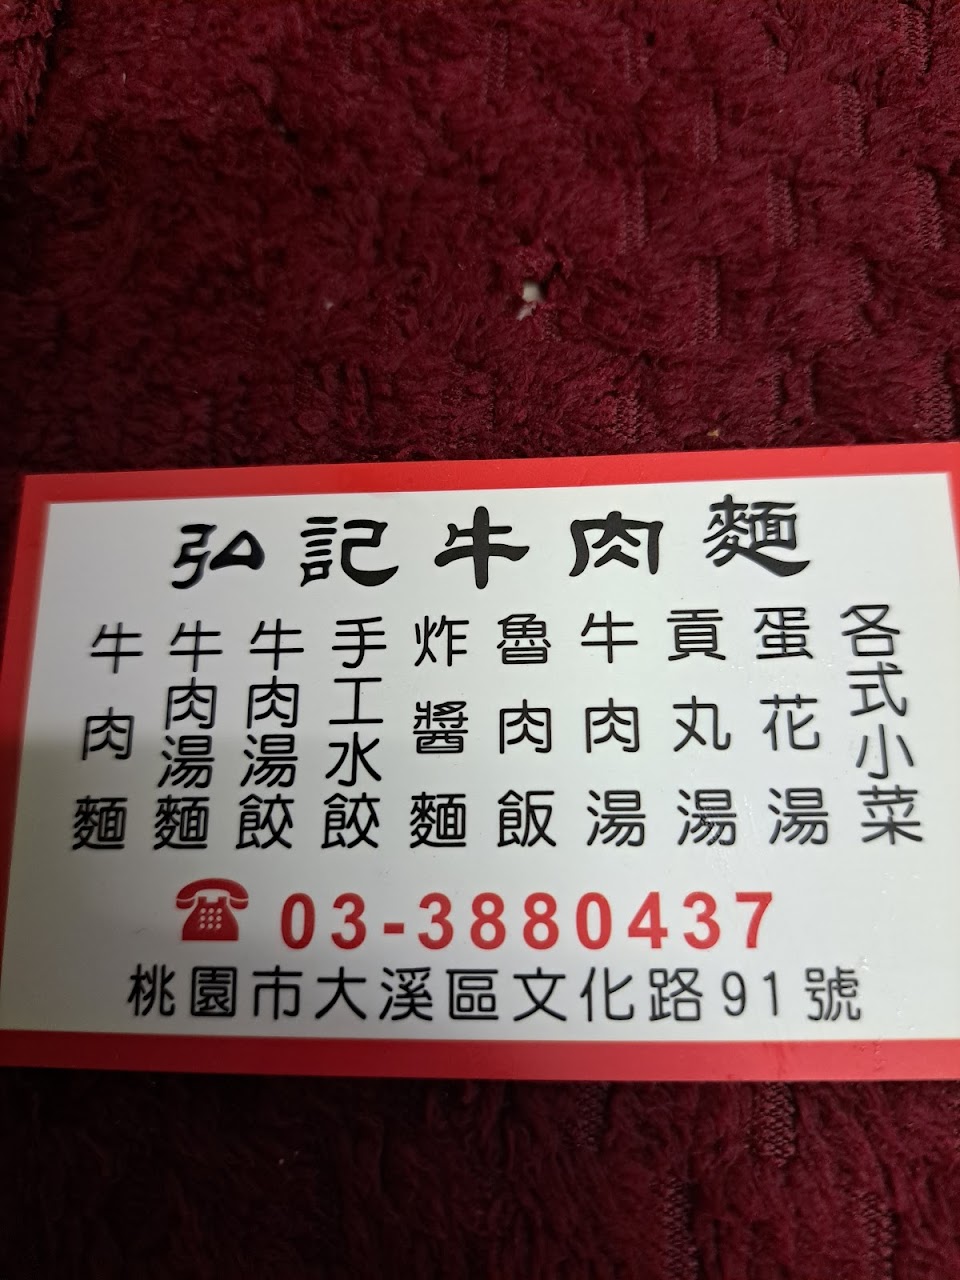 弘記牛肉麵
牛肉麵
牛肉湯麵
牛肉湯餃
手工水餃
炸醬麵
魯肉飯
牛肉湯
貢丸湯
蛋花湯
各式小菜
03-3880437
桃園市大溪區文化路91號